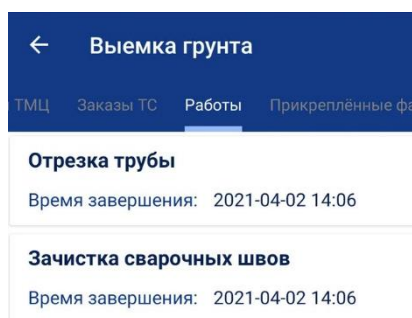 Выемка грунта
ТМЦ Заказы ТС Работы Прикреплённые фа
Отрезка трубы
Время завершения: 2021-04-02 14:06
Зачистка сварочных швов
Время завершения: 2021-04-02 14:06